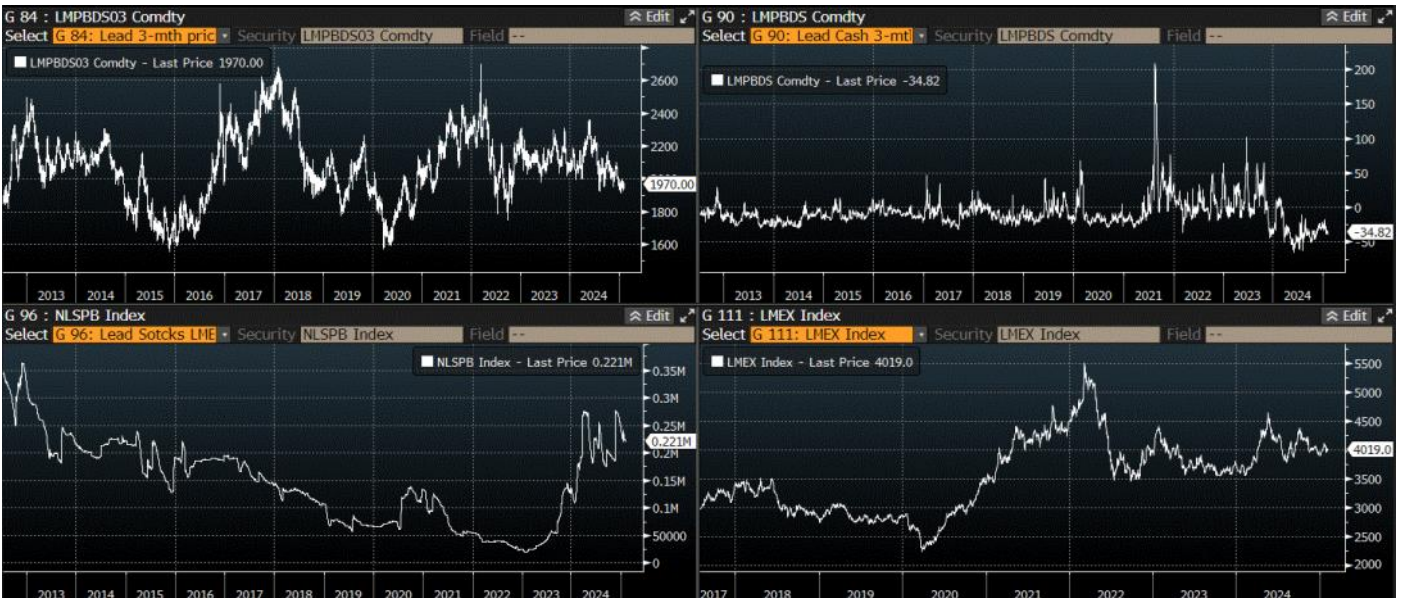 G 84 : LMPBDS03 Comdty
Edit
Select G 84: Lead 3-mth pric Security LMPBDS03 Comdty Field --
LMPBDS03 Comdty - Last Price 1970.00
2600
2400
2200
2000
1970.00
1800
1600
2013 2014 2015 2016 2017 2018 2019 2020 2021 2022 2023 2024
G 90 : LMPBDS Comdty
Edit
Select G 90: Lead Cash 3-mtl Security LMPBDS Comdty Field --
LMPBDS Comdty - Last Price -34.82
200
150
100
50
0
-34.82
-50
2013 2014 2015 2016 2017 2018 2019 2020 2021 2022 2023 2024
G 96 : NLSPB Index
Edit
Select G 96: Lead Sotcks LME Security NLSPB Index Field --
NLSPB Index - Last Price 0.221M
0.35M
0.3M
0.25M
0.221M
0.2M
0.15M
0.1M
50000
0
2013 2014 2015 2016 2017 2018 2019 2020 2021 2022 2023 2024
G 111 : LMEX Index
Edit
Select G 111: LMEX Index Security LMEX Index Field --
LMEX Index - Last Price 4019.0
5500
5000
4500
4019.0
3500
3000
2500
2000
2017 2018 2019 2020 2021 2022 2023 2024